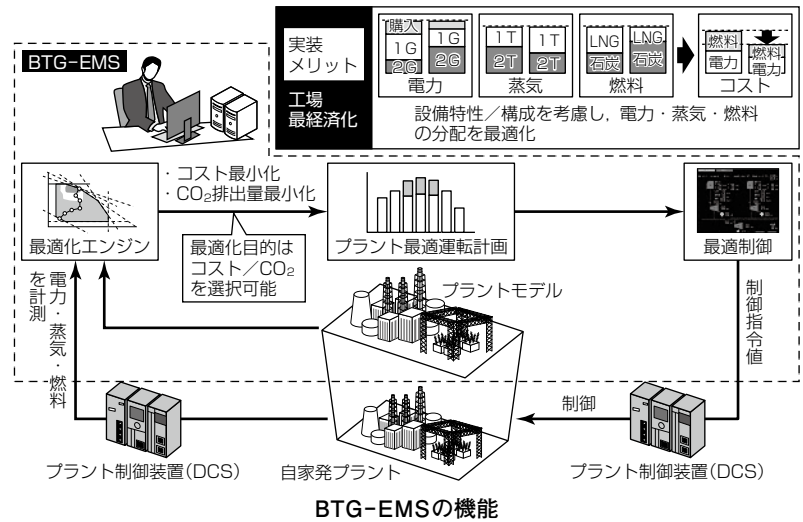 BTG-EMS
実装
メリット
工場
最経済化
購入
1G
2G
1G
2G
電力
1T
2T
1T
2T
蒸気
LNG
石炭
LNG
石炭
燃料
燃料
電力
燃料
電力
コスト
設備特性/構成を考慮し,電力・蒸気・燃料
の分配を最適化
・コスト最小化
・CO₂排出量最小化
最適化エンジン
最適化目的は
コスト/CO₂
を選択可能
プラント最適運転計画
最適制御
プラントモデル
電力・蒸気・燃料
を計測
制御指令値
制御
プラント制御装置(DCS)
自家発プラント
プラント制御装置(DCS)
BTG-EMSの機能